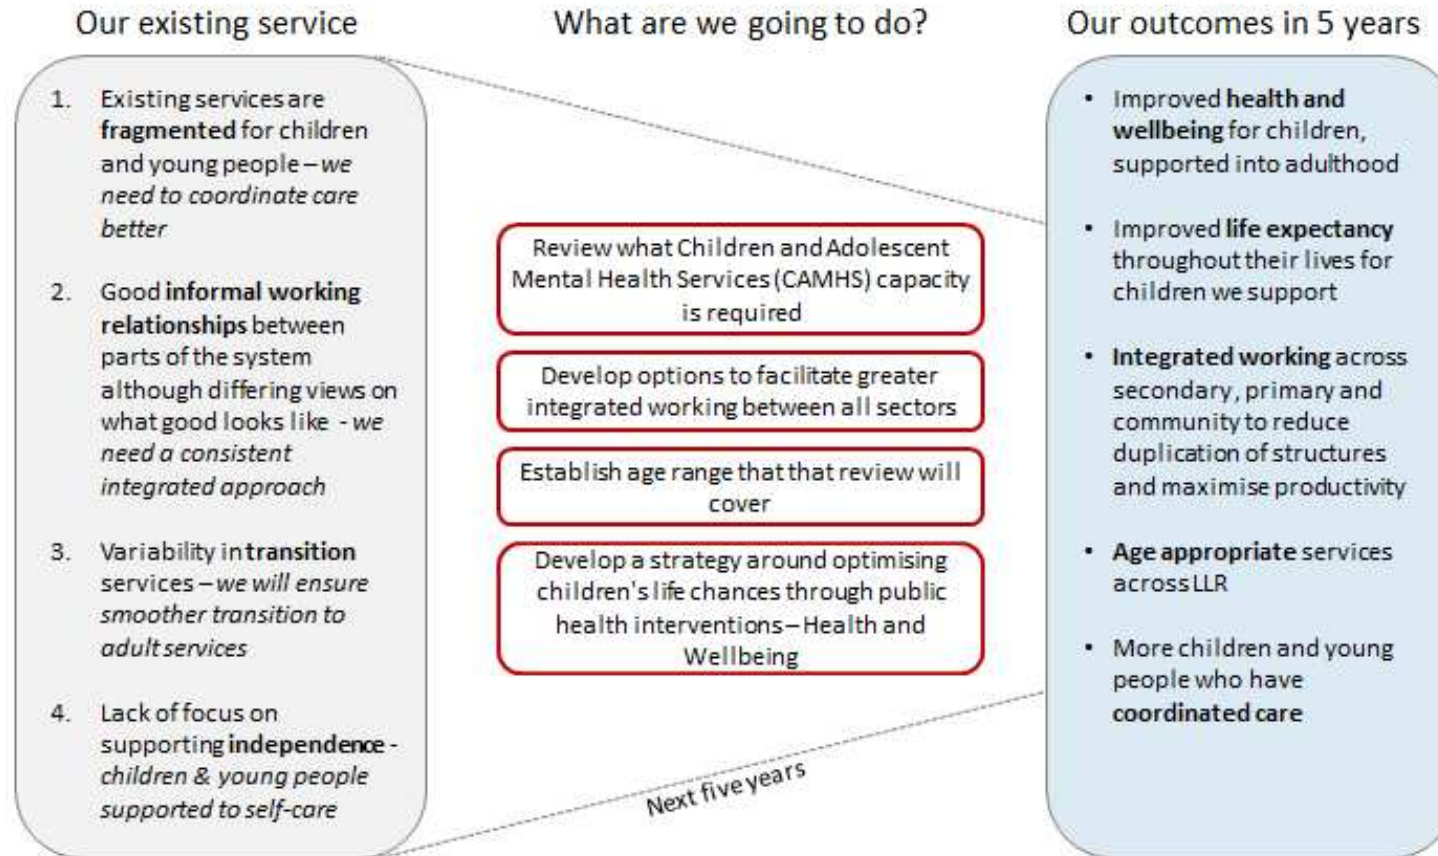 Our existing service
1. Existing services are
fragmented for children
and young people – we
need to coordinate care
better
2. Good informal working
relationships between
parts of the system
although differing views on
what good looks like - we
need a consistent
integrated approach
3. Variability in transition
services – we will ensure
smoother transition to
adult services
4. Lack of focus on
supporting independence -
children & young people
supported to self-care
What are we going to do?
Review what Children and Adolescent
Mental Health Services (CAMHS) capacity
is required
Develop options to facilitate greater
integrated working between all sectors
Establish age range that that review will
cover
Develop a strategy around optimising
children's life chances through public
health interventions – Health and
Wellbeing
Next five years
Our outcomes in 5 years
• Improved health and
wellbeing for children,
supported into adulthood
• Improved life expectancy
throughout their lives for
children we support
• Integrated working across
secondary, primary and
community to reduce
duplication of structures
and maximise productivity
• Age appropriate services
across LLR
• More children and young
people who have
coordinated care